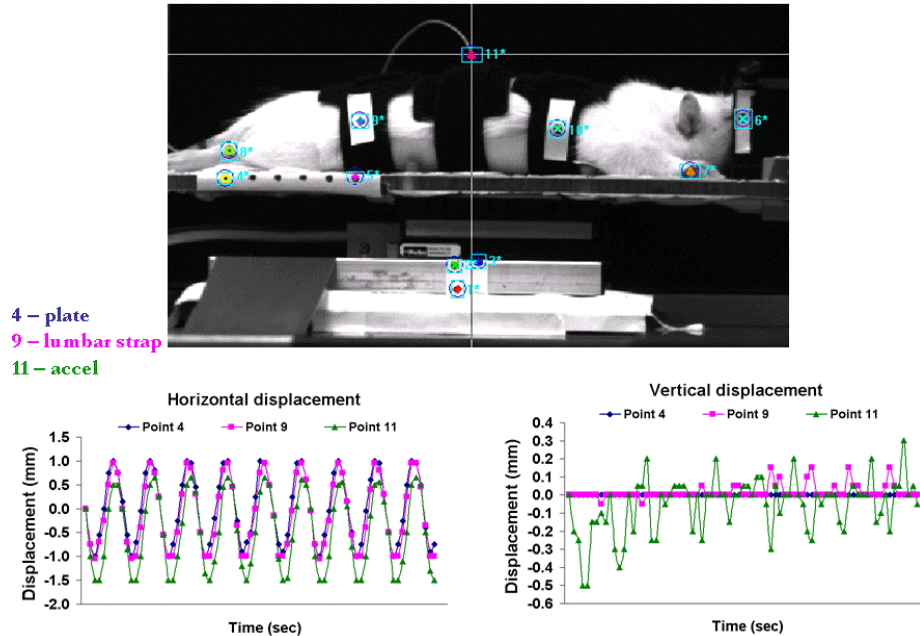 11*
9*
10*
6*
8*
7*
4*
5*
2*
3*
1*
4 – plate
9 – lumbar strap
11 – accel
Horizontal displacement
Point 4 Point 9 Point 11
Displacement (mm)
1.5
1.0
0.5
0.0
-0.5
-1.0
-1.5
-2.0
Time (sec)
Vertical displacement
Point 4 Point 9 Point 11
Displacement (mm)
0.4
0.3
0.2
0.1
0.0
-0.1
-0.2
-0.3
-0.4
-0.5
-0.6
Time (sec)